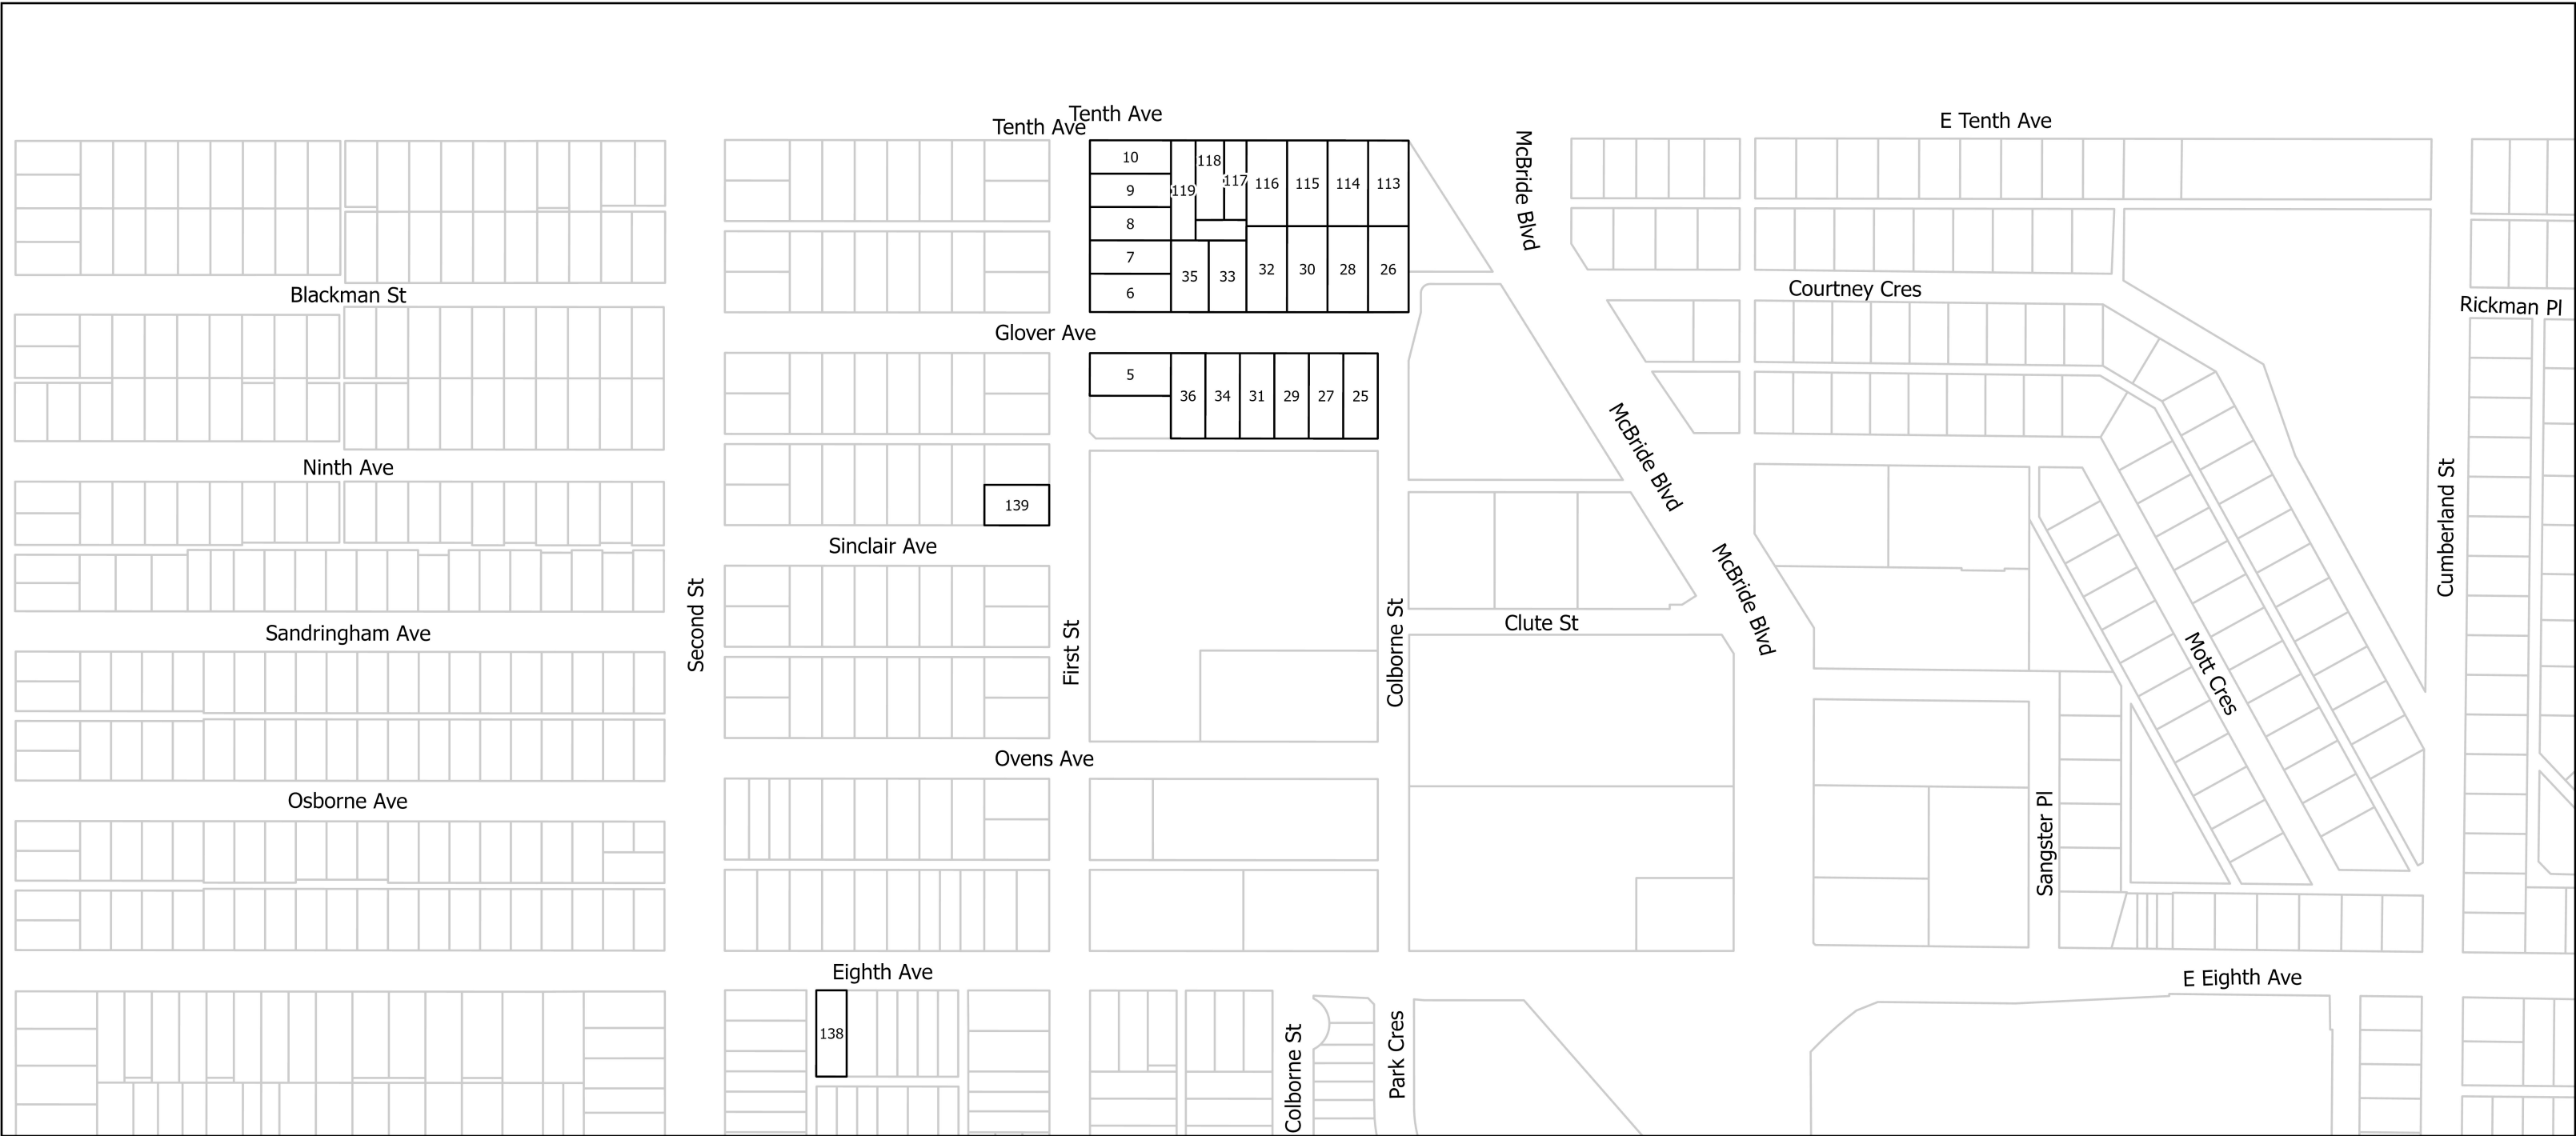 Tenth Ave
Tenth Ave
E Tenth Ave
McBride Blvd
10
9
8
7
6
119
118
117
116
115
114
113
35
33
32
30
28
26
Blackman St
Courtney Cres
Rickman Pl
Glover Ave
5
36
34
31
29
27
25
McBride Blvd
Ninth Ave
139
Cumberland St
Sinclair Ave
McBride Blvd
Second St
Sandringham Ave
First St
Colborne St
Clute St
Mott Cres
Ovens Ave
Osborne Ave
Sangster Pl
Eighth Ave
E Eighth Ave
138
Colborne St
Park Cres